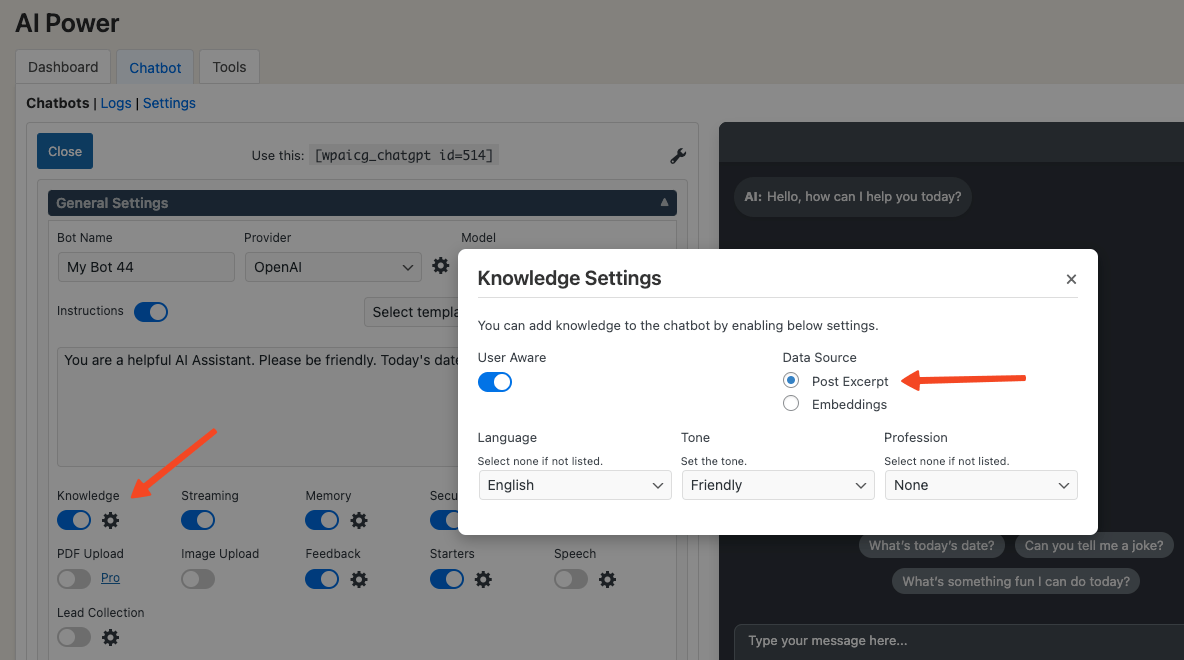 AI Power
Dashboard Chatbot Tools
Chatbots | Logs | Settings
Close Use this: [wpaicg_chatgpt id=514]
General Settings
Bot Name Provider Model
My Bot 44 OpenAI
Instructions
You are a helpful AI Assistant. Please be friendly. Today's date
Knowledge Streaming Memory
PDF Upload Image Upload Feedback Starters Speech
Pro
Lead Collection
Knowledge Settings
You can add knowledge to the chatbot by enabling below settings.
User Aware Data Source
Post Excerpt
Embeddings
Language Tone Profession
Select none if not listed. Set the tone. Select none if not listed.
English Friendly None
AI: Hello, how can I help you today?
What's today's date? Can you tell me a joke?
What's something fun I can do today?
Type your message here...